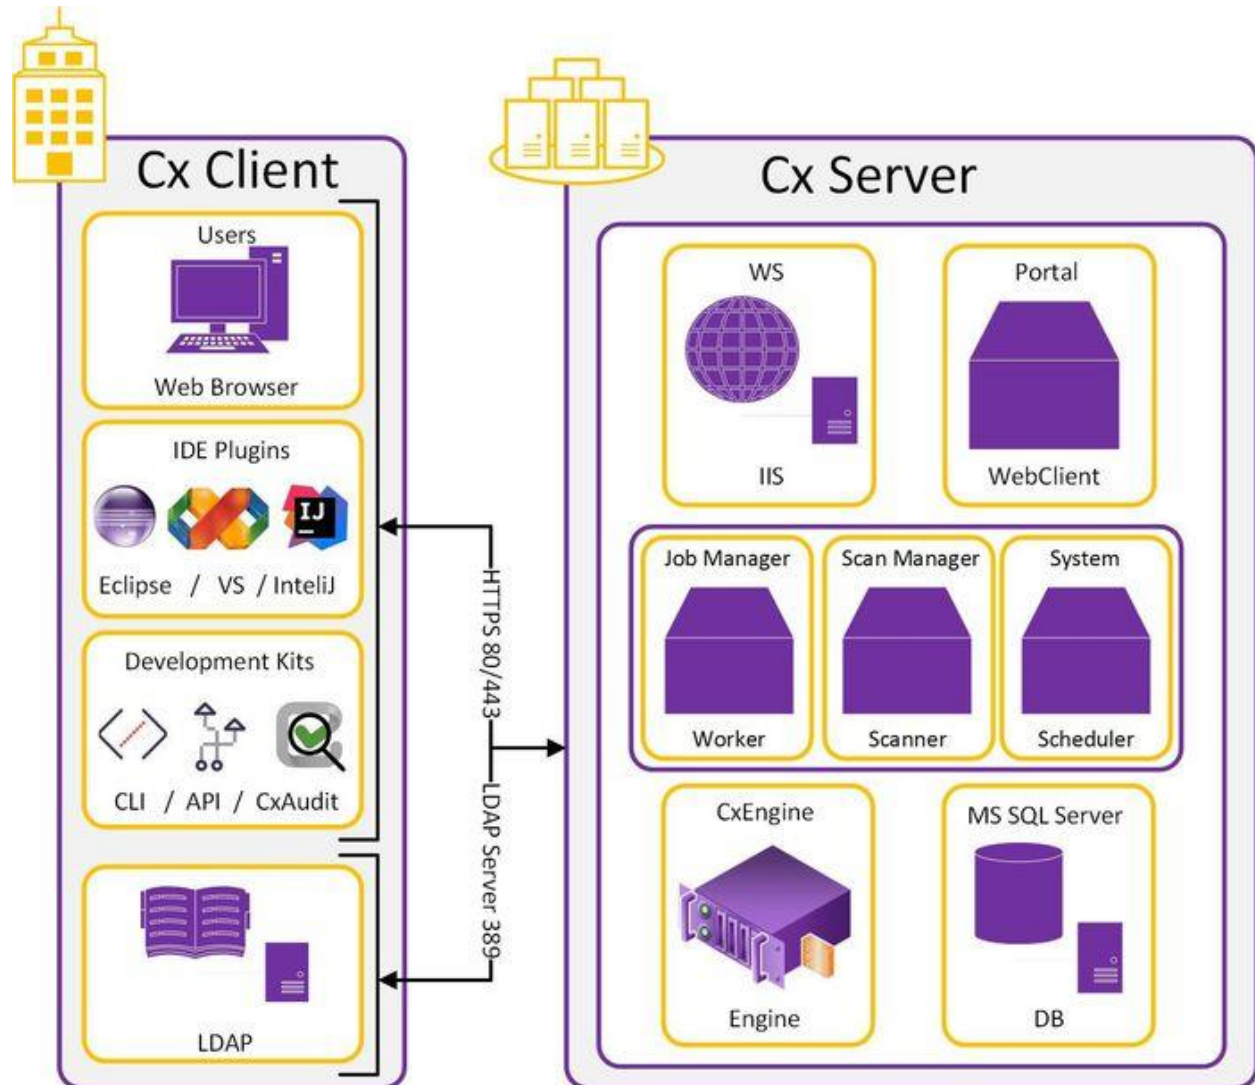 Cx Client
Users
Web Browser
IDE Plugins
IJ
Eclipse / VS / InteliJ
Development Kits
CLI / API / CxAudit
LDAP
HTTPS 80/443
LDAP Server 389
Cx Server
WS
IIS
Portal
WebClient
Job Manager
Worker
Scan Manager
Scanner
System
Scheduler
CxEngine
Engine
MS SQL Server
DB